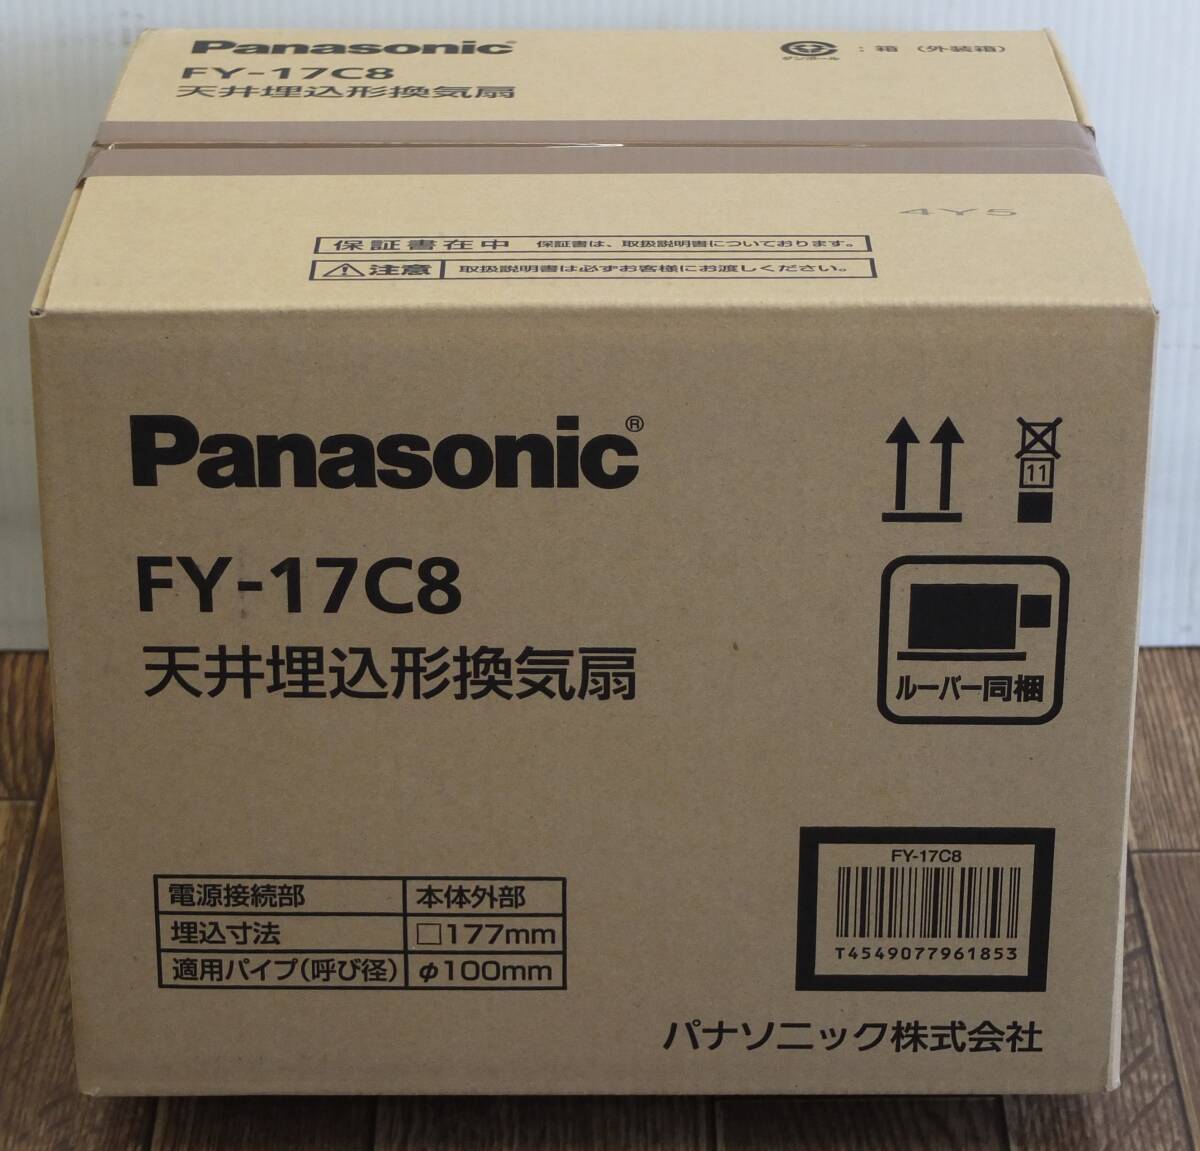 Panasonic
FY-17C8
天井埋込形換気扇
ダンボール
：箱（外装箱）
4Y5
保証書在中 保証書は、取扱説明書についております。
注意 取扱説明書は必ずお客様にお渡しください。
Panasonic®
FY-17C8
天井埋込形換気扇
11
ルーバー同梱
電源接続部 本体外部
埋込寸法 □177mm
適用パイプ(呼び径) φ100mm
FY-17C8
T4549077961853
パナソニック株式会社